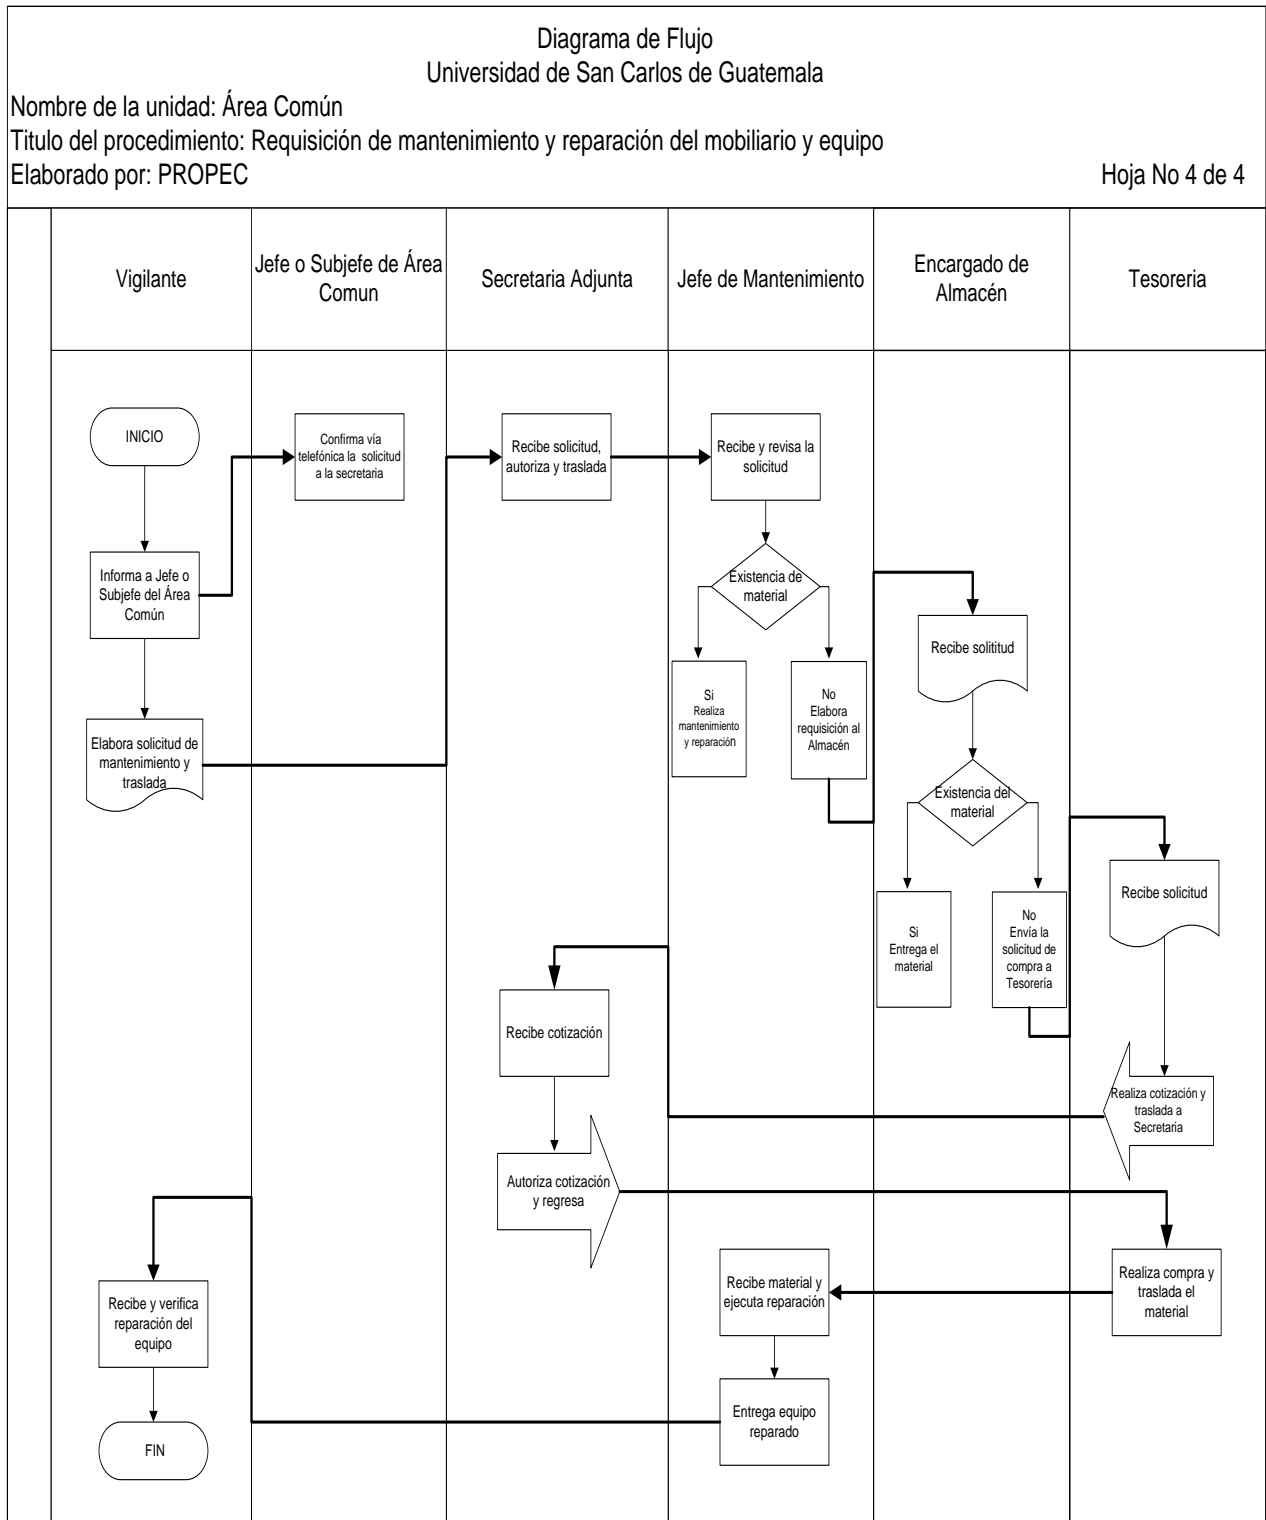 Diagrama de Flujo
Universidad de San Carlos de Guatemala
Nombre de la unidad: Área Común
Titulo del procedimiento: Requisición de mantenimiento y reparación del mobiliario y equipo
Elaborado por: PROPEC
Hoja No 4 de 4
Vigilante
Jefe o Subjefe de Área
Comun
Secretaria Adjunta
Jefe de Mantenimiento
Encargado de
Almacén
Tesoreria
INICIO
Confirma vía
telefónica la solicitud
a la secretaria
Recibe solicitud,
autoriza y traslada
Recibe y revisa la
solicitud
Informa a Jefe o
Subjefe del Área
Común
Existencia de
material
Recibe solititud
Si
Realiza
mantenimiento
y reparación
No
Elabora
requisición al
Almacén
Elabora solicitud de
mantenimiento y
traslada
Existencia del
material
Recibe solicitud
Si
Entrega el
material
No
Envía la
solicitud de
compra a
Tesorería
Recibe cotización
Realiza cotización y
traslada a
Secretaria
Autoriza cotización
y regresa
Realiza compra y
traslada el
material
Recibe material y
ejecuta reparación
Recibe y verifica
reparación del
equipo
Entrega equipo
reparado
FIN